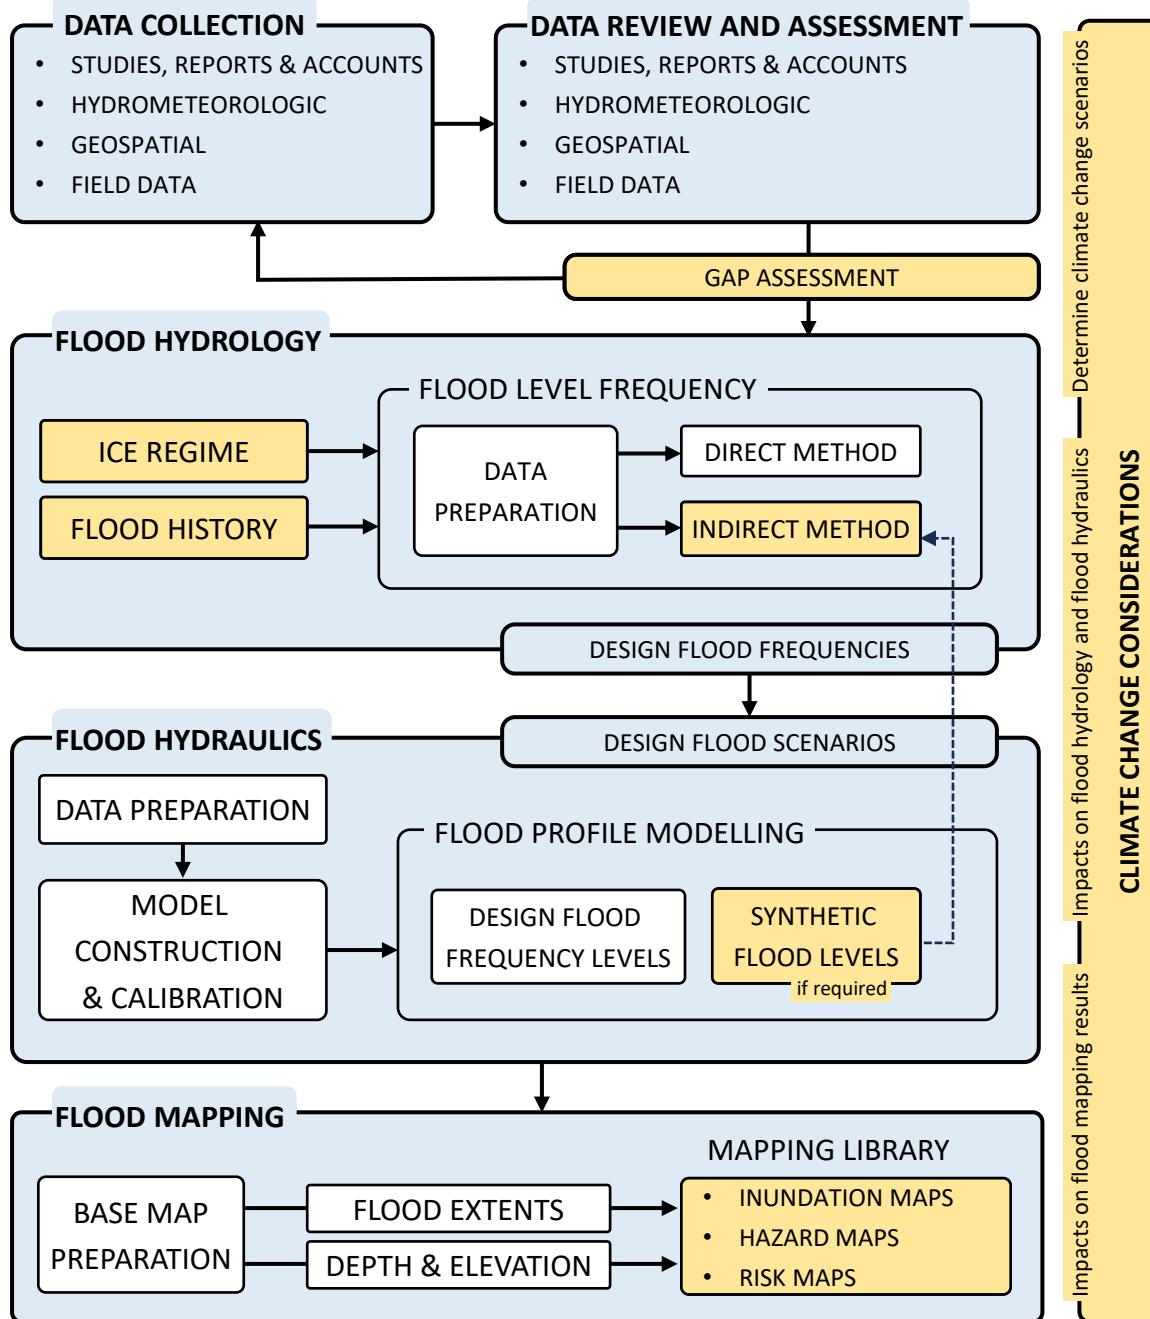 DATA COLLECTION
• STUDIES, REPORTS & ACCOUNTS
• HYDROMETEOROLOGIC
• GEOSPATIAL
• FIELD DATA
DATA REVIEW AND ASSESSMENT
• STUDIES, REPORTS & ACCOUNTS
• HYDROMETEOROLOGIC
• GEOSPATIAL
• FIELD DATA
GAP ASSESSMENT
FLOOD HYDROLOGY
ICE REGIME
FLOOD HISTORY
FLOOD LEVEL FREQUENCY
DATA
PREPARATION
DIRECT METHOD
INDIRECT METHOD
DESIGN FLOOD FREQUENCIES
FLOOD HYDRAULICS
DESIGN FLOOD SCENARIOS
DATA PREPARATION
MODEL
CONSTRUCTION
& CALIBRATION
FLOOD PROFILE MODELLING
DESIGN FLOOD
FREQUENCY LEVELS
SYNTHETIC
FLOOD LEVELS
if required
FLOOD MAPPING
BASE MAP
PREPARATION
FLOOD EXTENTS
DEPTH & ELEVATION
MAPPING LIBRARY
• INUNDATION MAPS
• HAZARD MAPS
• RISK MAPS
Determine climate change scenarios
Impacts on flood hydrology and flood hydraulics
Impacts on flood mapping results
CLIMATE CHANGE CONSIDERATIONS